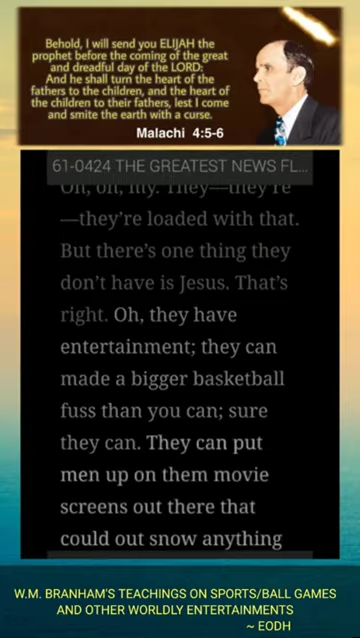 Behold, I will send you ELIJAH the
prophet before the coming of the great
and dreadful day of the LORD:
And he shall turn the heart of the
fathers to the children, and the heart of
the children to their fathers, lest I come
and smite the earth with a curse.
Malachi 4:5-6
61-0424 THE GREATEST NEWS FL...
Oh, oh, my. They—they're
—they're loaded with that.
But there's one thing they
don't have is Jesus. That's
right. Oh, they have
entertainment; they can
made a bigger basketball
fuss than you can; sure
they can. They can put
men up on them movie
screens out there that
could out snow anything
W.M. BRANHAM'S TEACHINGS ON SPORTS/BALL GAMES
AND OTHER WORLDLY ENTERTAINMENTS
~ EODH